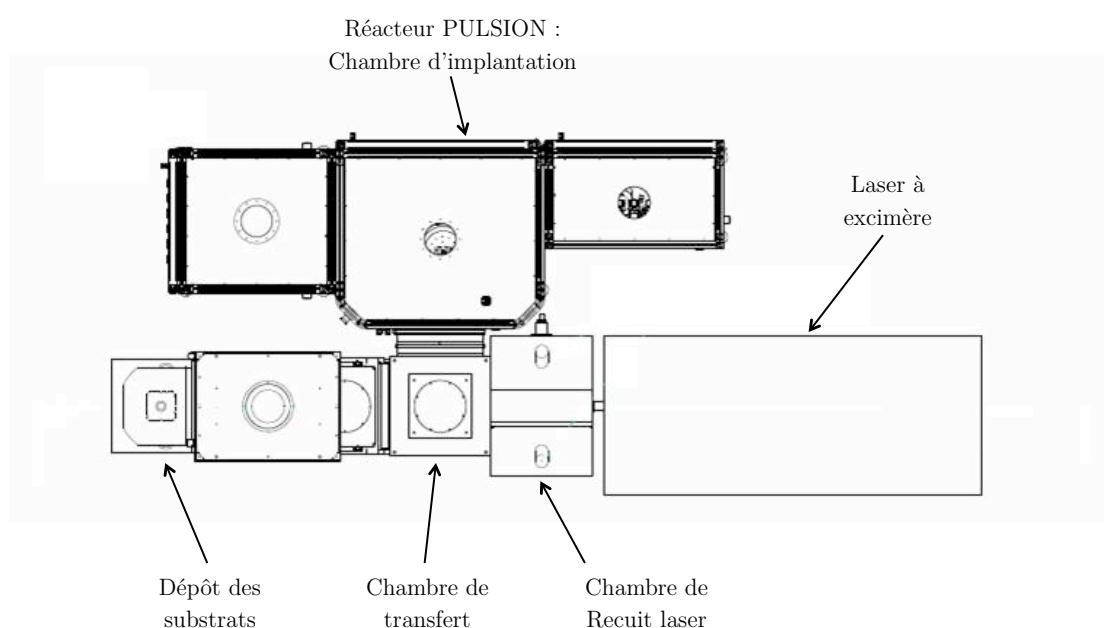 Réacteur PULSION :
Chambre d'implantation
Laser à
excimère
Dépôt des
substrats
Chambre de
transfert
Chambre de
Recuit laser